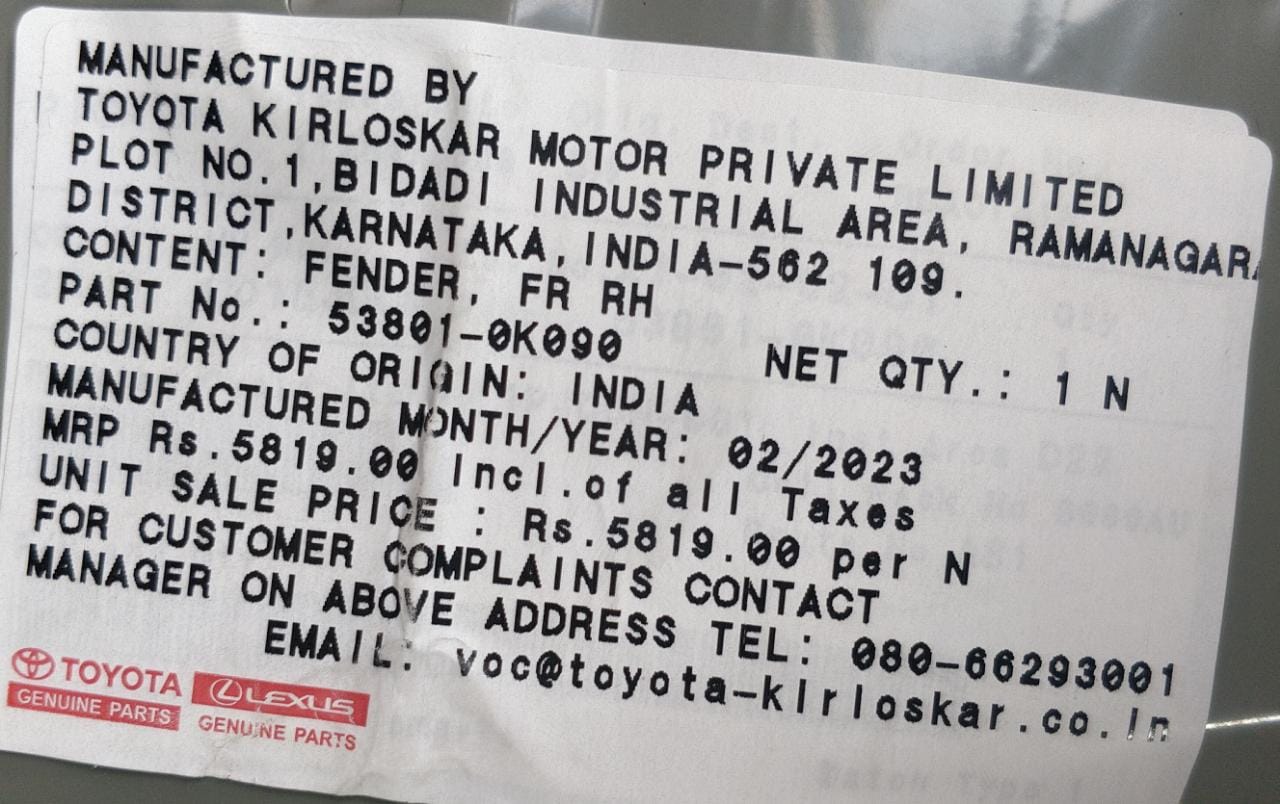 MANUFACTURED BY
TOYOTA KIRLOSKAR MOTOR PRIVATE LIMITED
PLOT NO.1,BIDADI INDUSTRIAL AREA, RAMANAGARA
DISTRICT,KARNATAKA,INDIA-562 109.
CONTENT: FENDER, FR RH
PART No.: 53801-0K090 NET QTY.: 1 N
COUNTRY OF ORIGIN: INDIA
MANUFACTURED MONTH/YEAR: 02/2023
MRP Rs.5819.00 Incl.of all Taxes
UNIT SALE PRICE : Rs.5819.00 per N
FOR CUSTOMER COMPLAINTS CONTACT
MANAGER ON ABOVE ADDRESS TEL: 080-66293001
EMAIL: voc@toyota-kirloskar.co.in
TOYOTA
GENUINE PARTS
LEXUS
GENUINE PARTS